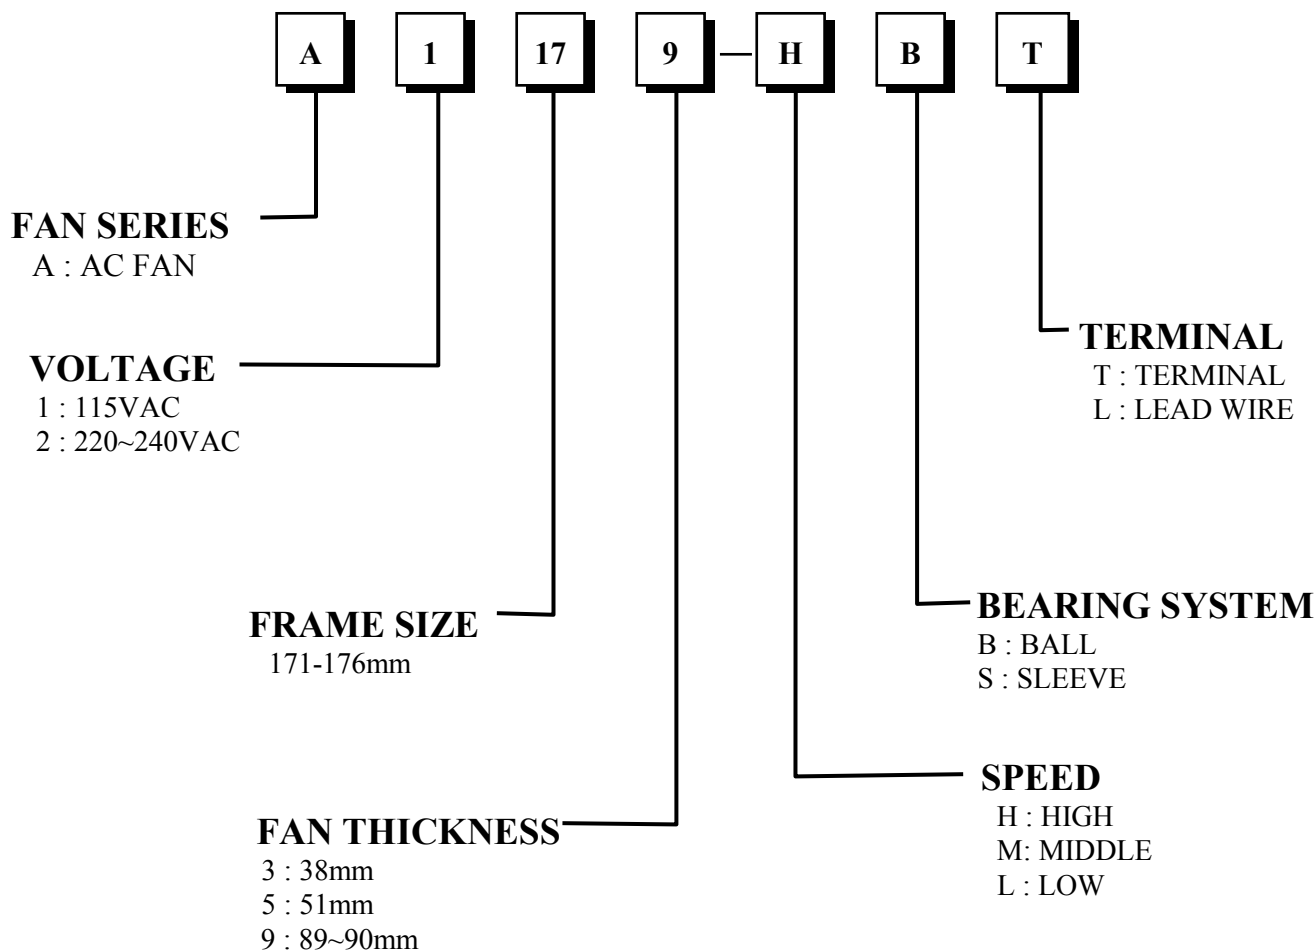 A 1 17 9 — H B T
FAN SERIES
A : AC FAN
VOLTAGE
1 : 115VAC
2 : 220~240VAC
TERMINAL
T : TERMINAL
L : LEAD WIRE
FRAME SIZE
171-176mm
BEARING SYSTEM
B : BALL
S : SLEEVE
FAN THICKNESS
3 : 38mm
5 : 51mm
9 : 89~90mm
SPEED
H : HIGH
M: MIDDLE
L : LOW